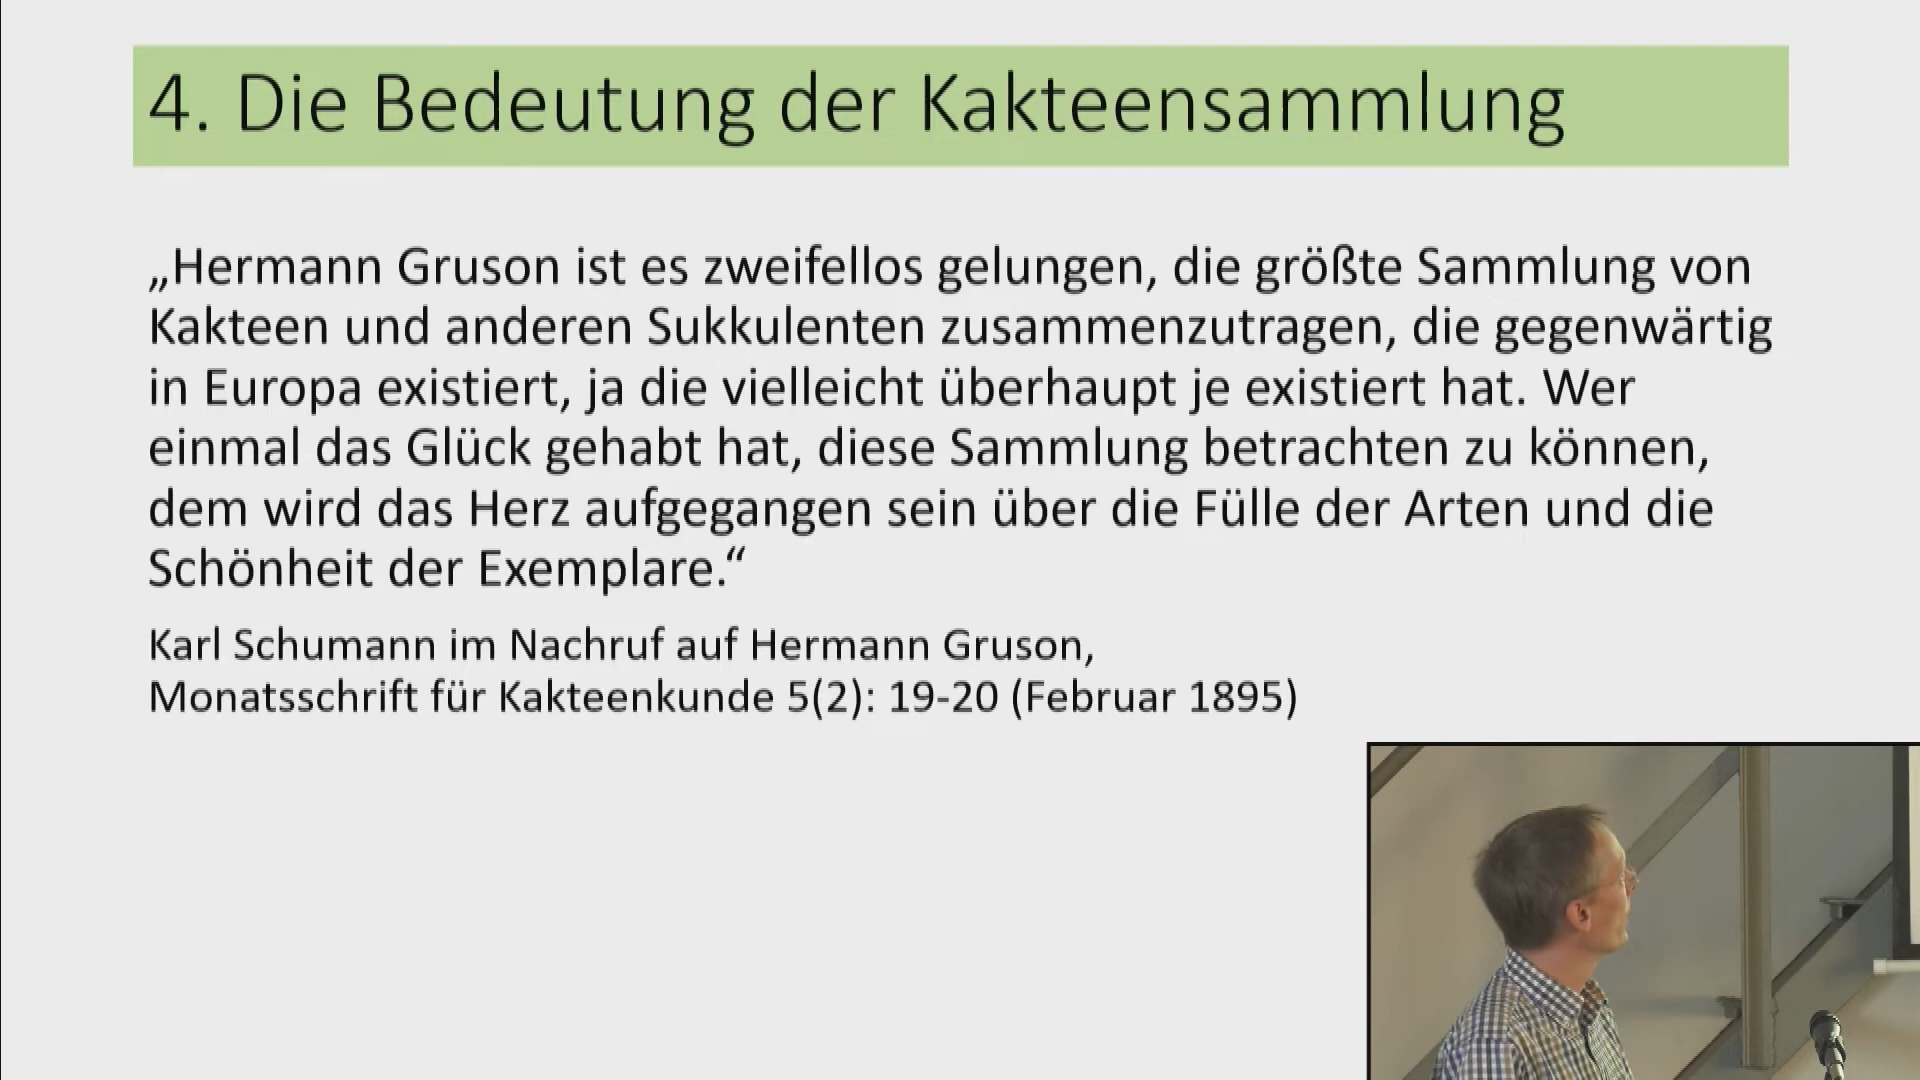 4. Die Bedeutung der Kakteensammlung
„Hermann Gruson ist es zweifellos gelungen, die größte Sammlung von
Kakteen und anderen Sukkulenten zusammenzutragen, die gegenwärtig
in Europa existiert, ja die vielleicht überhaupt je existiert hat. Wer
einmal das Glück gehabt hat, diese Sammlung betrachten zu können,
dem wird das Herz aufgegangen sein über die Fülle der Arten und die
Schönheit der Exemplare.“
Karl Schumann im Nachruf auf Hermann Gruson,
Monatsschrift für Kakteenkunde 5(2): 19-20 (Februar 1895)